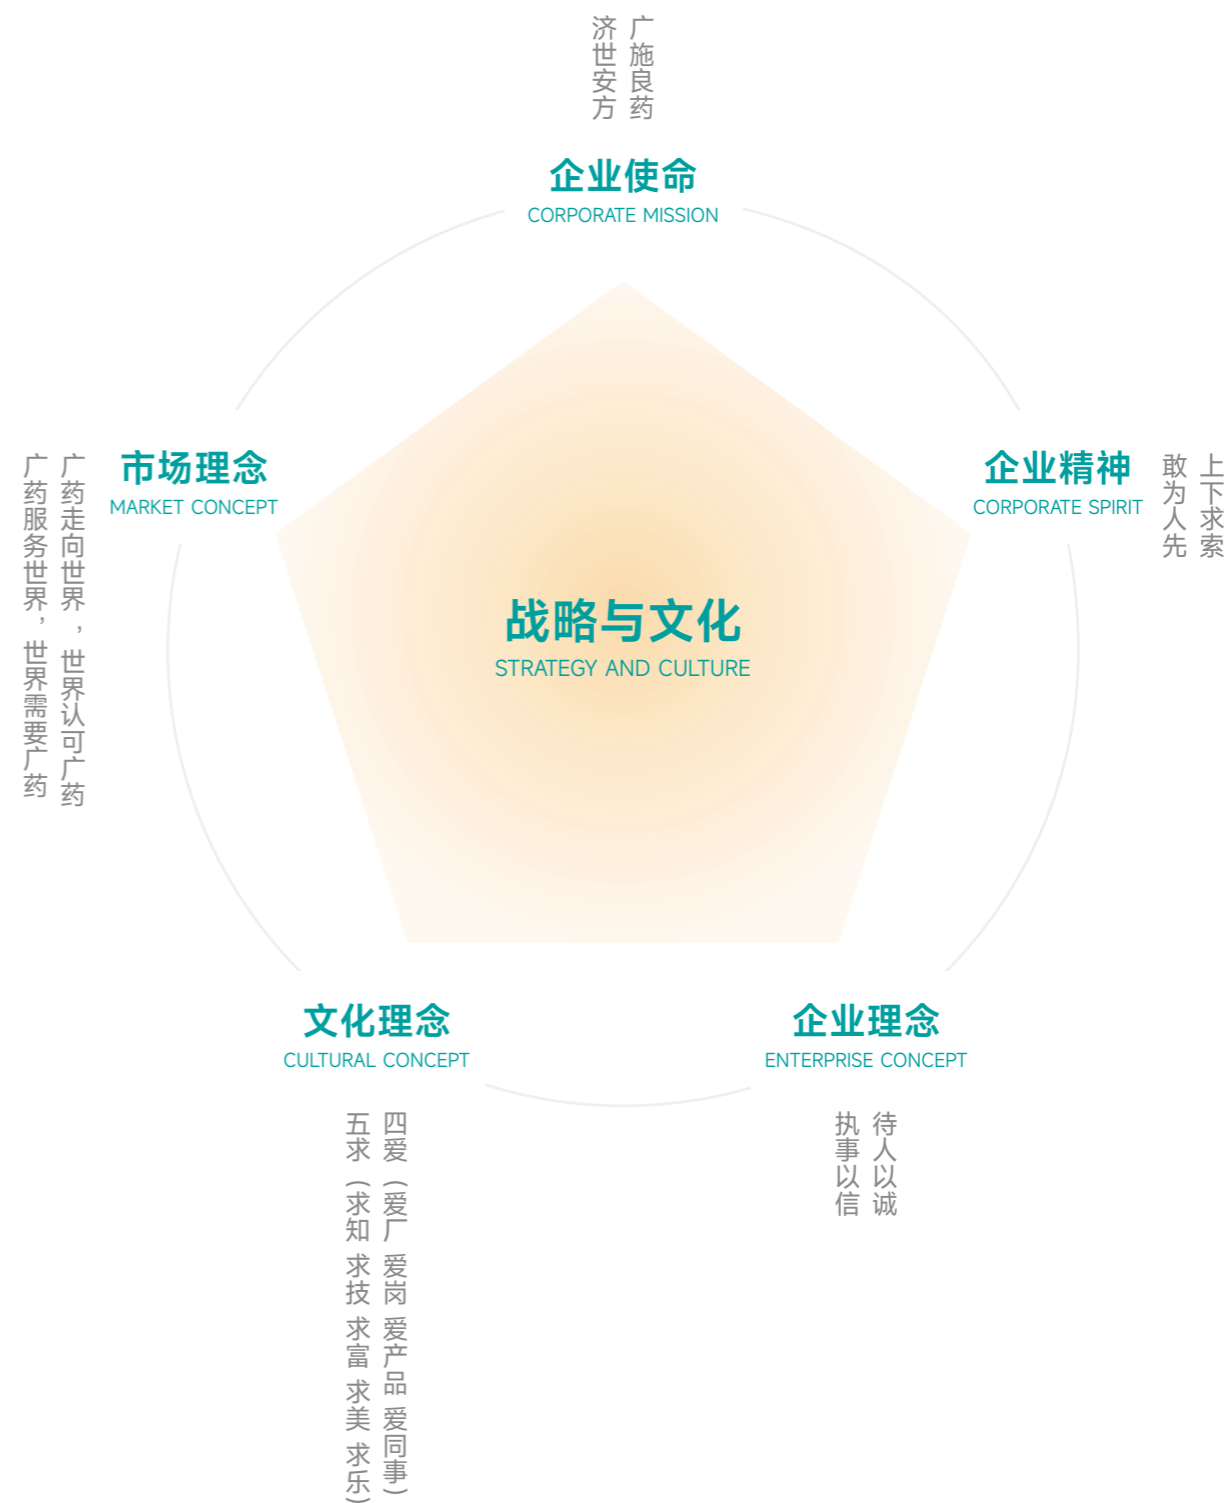 广施良药
济世安方
企业使命
CORPORATE MISSION
市场理念
MARKET CONCEPT
广药走向世界，世界认可广药
广药服务世界，世界需要广药
企业精神
CORPORATE SPIRIT
上下求索
敢为人先
战略与文化
STRATEGY AND CULTURE
文化理念
CULTURAL CONCEPT
四爱（爱厂 爱岗 爱产品 爱同事）
五求（求知 求技 求富 求美 求乐）
企业理念
ENTERPRISE CONCEPT
待人以诚
执事以信